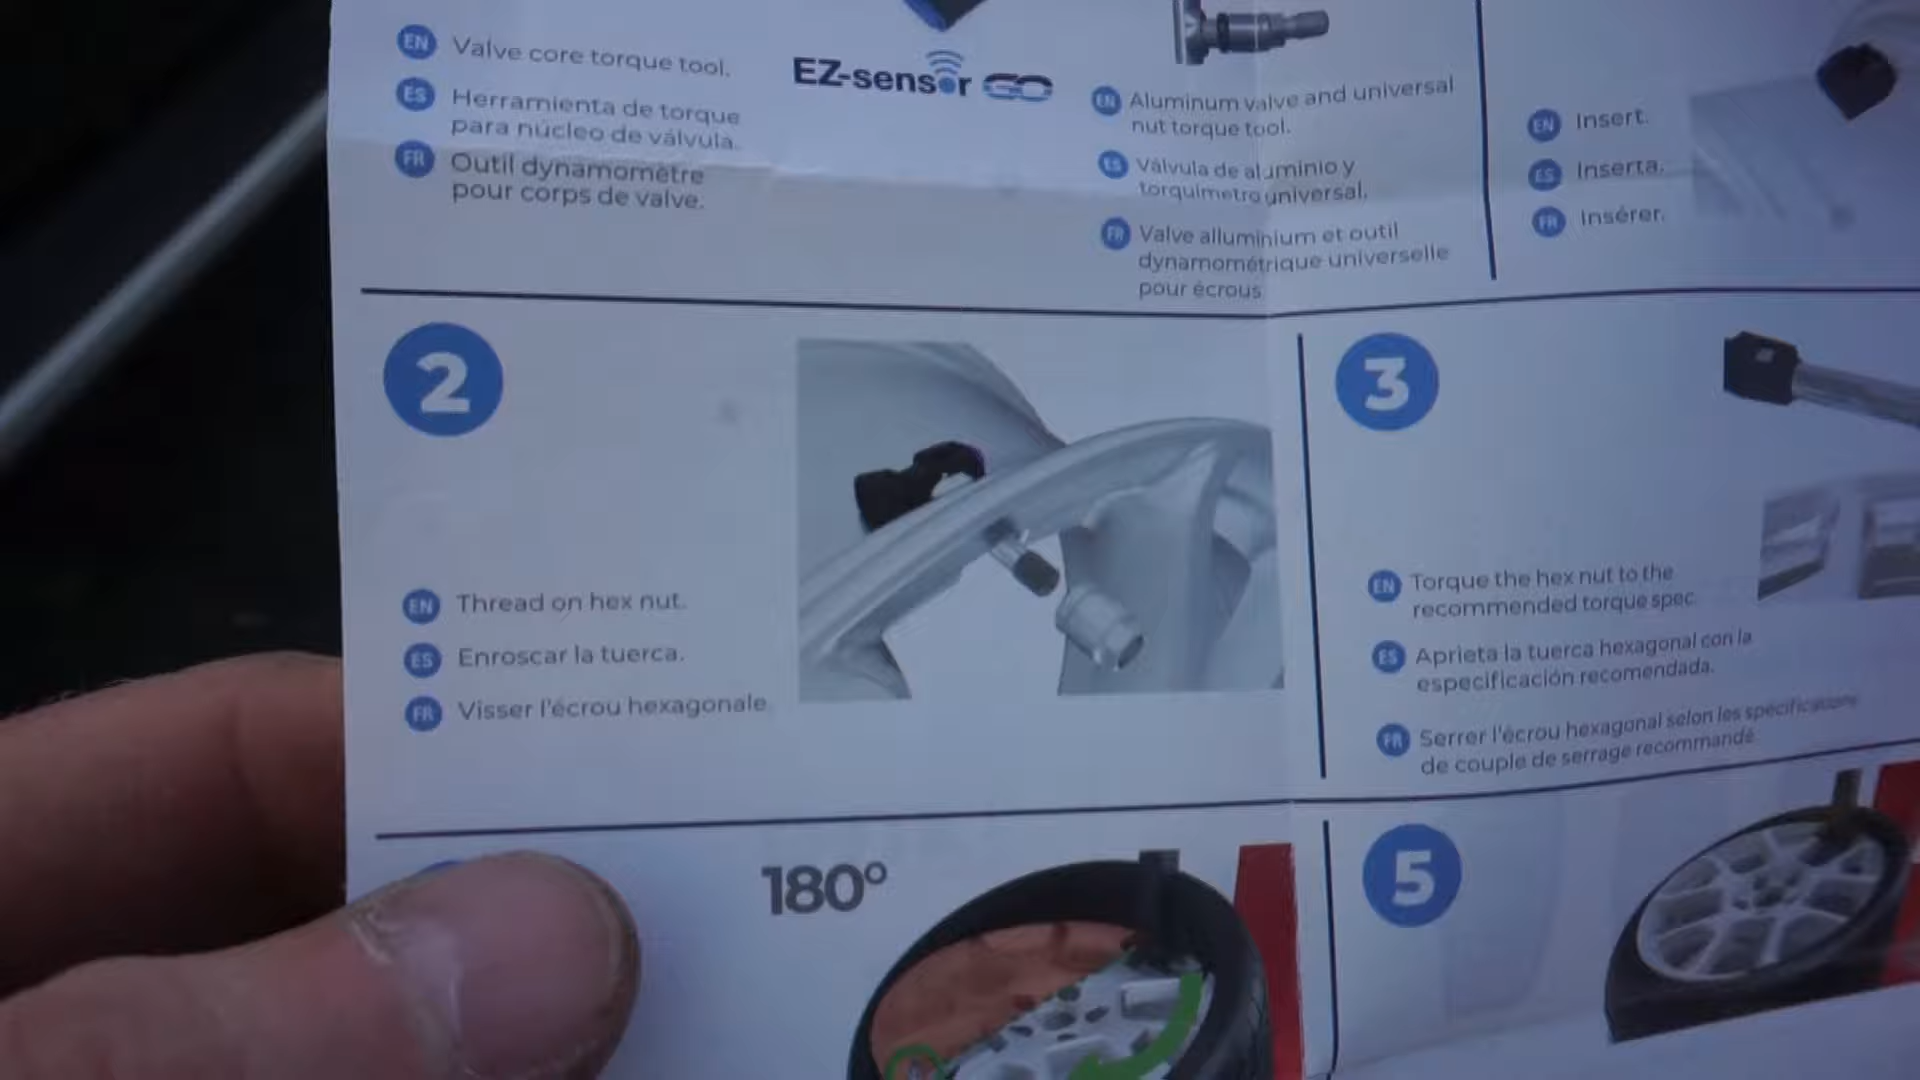 EN Valve core torque tool.
ES Herramienta de torque
para núcleo de válvula.
FR Outil dynamomètre
pour corps de valve.
EZ-sensor GO
EN Aluminum valve and universal
nut torque tool.
ES Válvula de aluminio y
torquimetro universal.
FR Valve alluminium et outil
dynamométrique universelle
pour écrous
EN Insert.
ES Inserta.
FR Insérer.
2
EN Thread on hex nut.
ES Enroscar la tuerca.
FR Visser l'écrou hexagonale.
3
EN Torque the hex nut to the
recommended torque spec.
ES Aprieta la tuerca hexagonal con la
especificación recomendada.
FR Serrer l'écrou hexagonal selon les spécifications
de couple de serrage recommandé.
180°
5